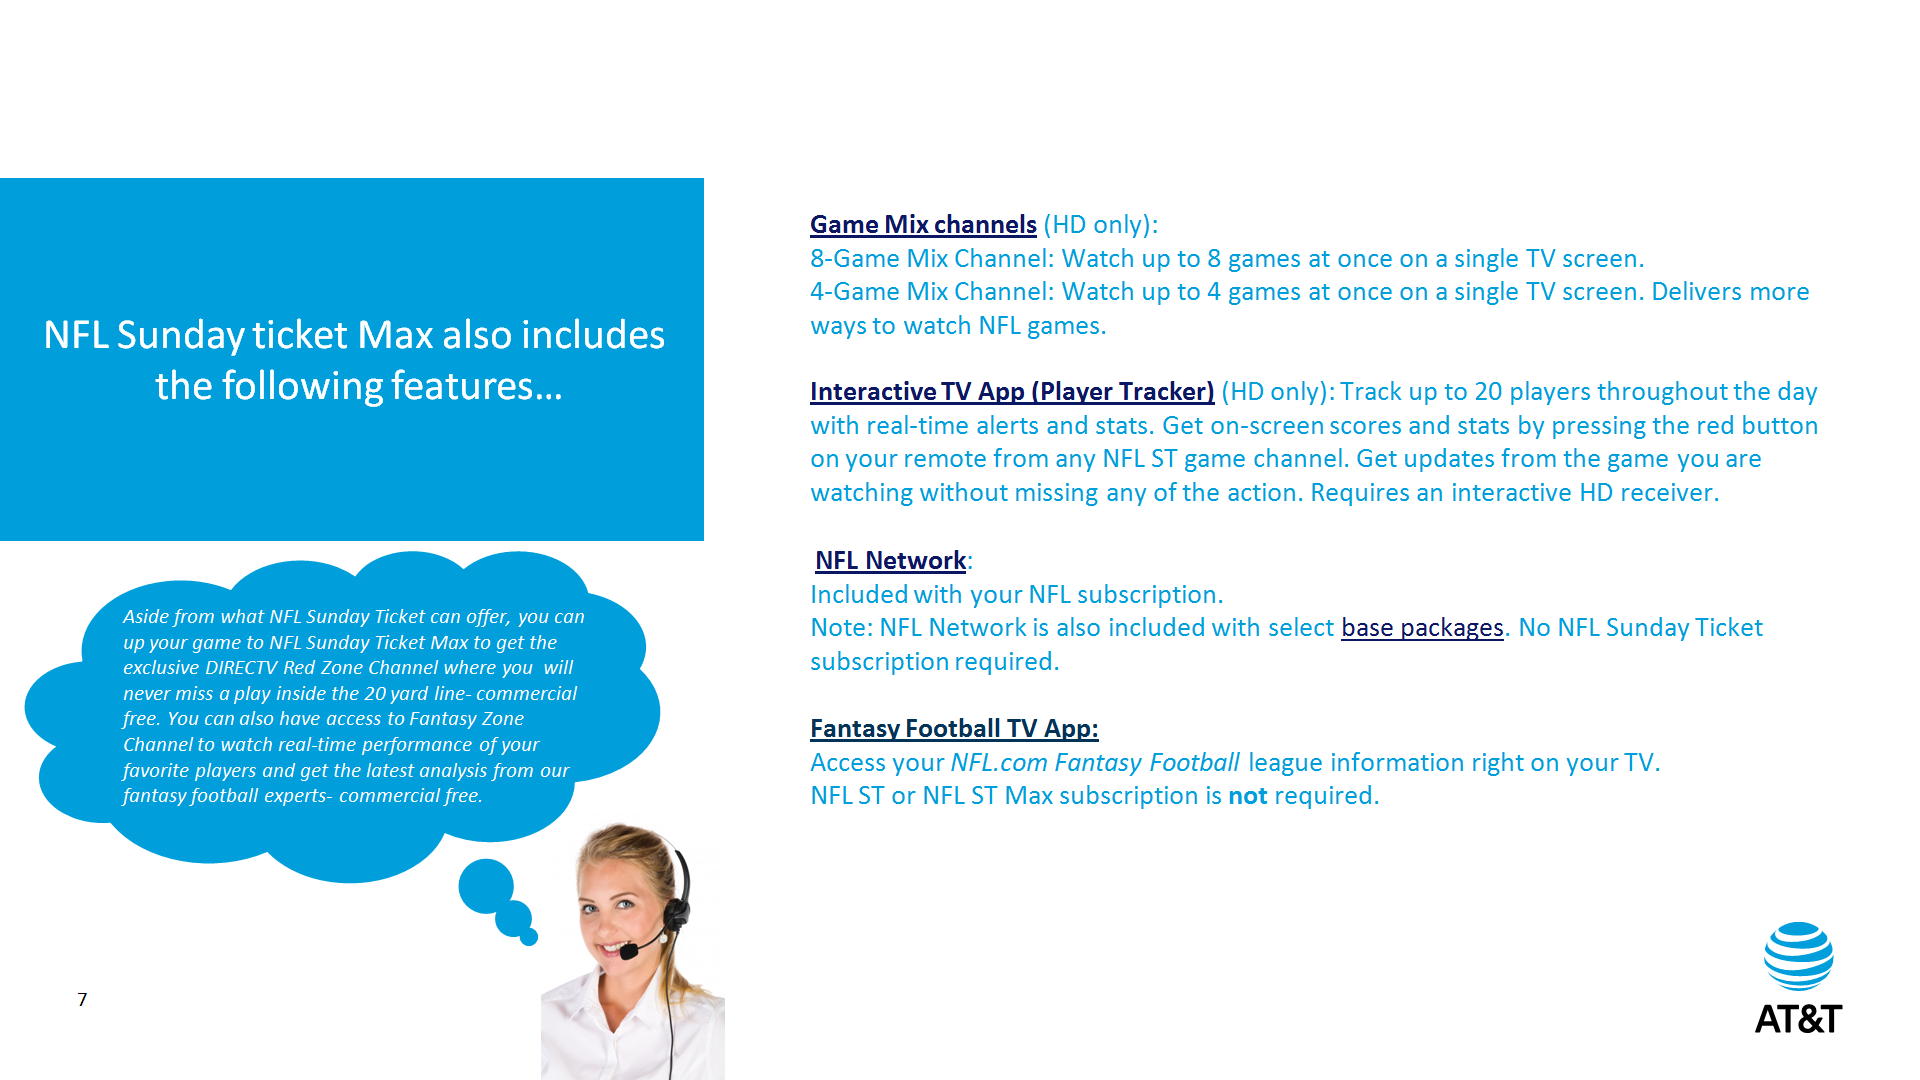 NFL Sunday ticket Max also includes
the following features...
Aside from what NFL Sunday Ticket can offer, you can
up your game to NFL Sunday Ticket Max to get the
exclusive DIRECTV Red Zone Channel where you will
never miss a play inside the 20 yard line- commercial
free. You can also have access to Fantasy Zone
Channel to watch real-time performance of your
favorite players and get the latest analysis from our
fantasy football experts- commercial free.
7
Game Mix channels (HD only):
8-Game Mix Channel: Watch up to 8 games at once on a single TV screen.
4-Game Mix Channel: Watch up to 4 games at once on a single TV screen. Delivers more
ways to watch NFL games.
Interactive TV App (Player Tracker) (HD only): Track up to 20 players throughout the day
with real-time alerts and stats. Get on-screen scores and stats by pressing the red button
on your remote from any NFL ST game channel. Get updates from the game you are
watching without missing any of the action. Requires an interactive HD receiver.
NFL Network:
Included with your NFL subscription.
Note: NFL Network is also included with select base packages. No NFL Sunday Ticket
subscription required.
Fantasy Football TV App:
Access your NFL.com Fantasy Football league information right on your TV.
NFL ST or NFL ST Max subscription is not required.
AT&T